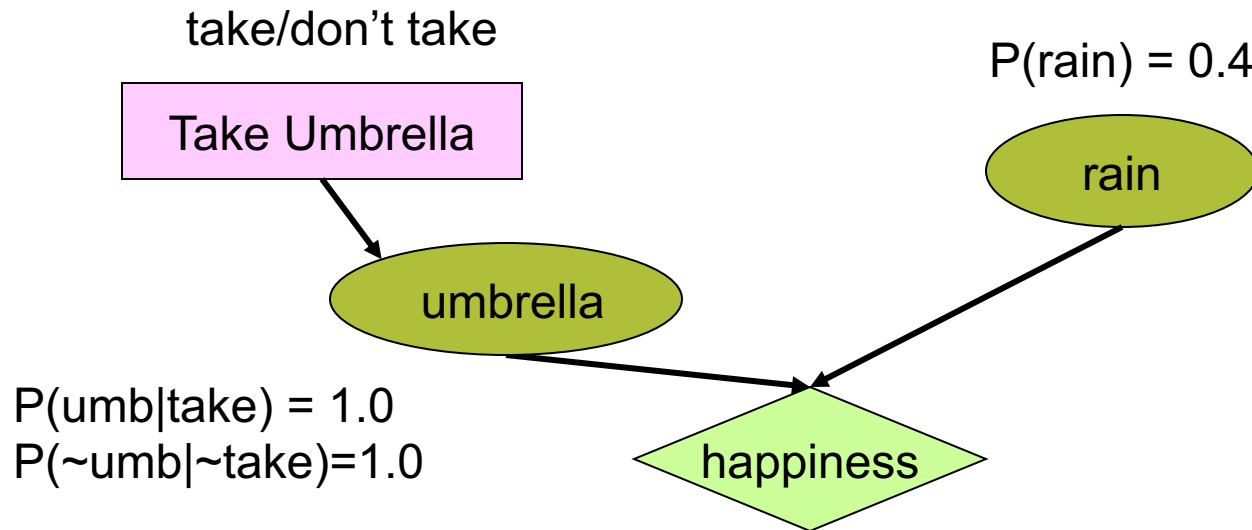 take/don’t take
P(rain) = 0.4
Take Umbrella
rain
umbrella
P(umb|take) = 1.0
P(~umb|~take)=1.0
happiness